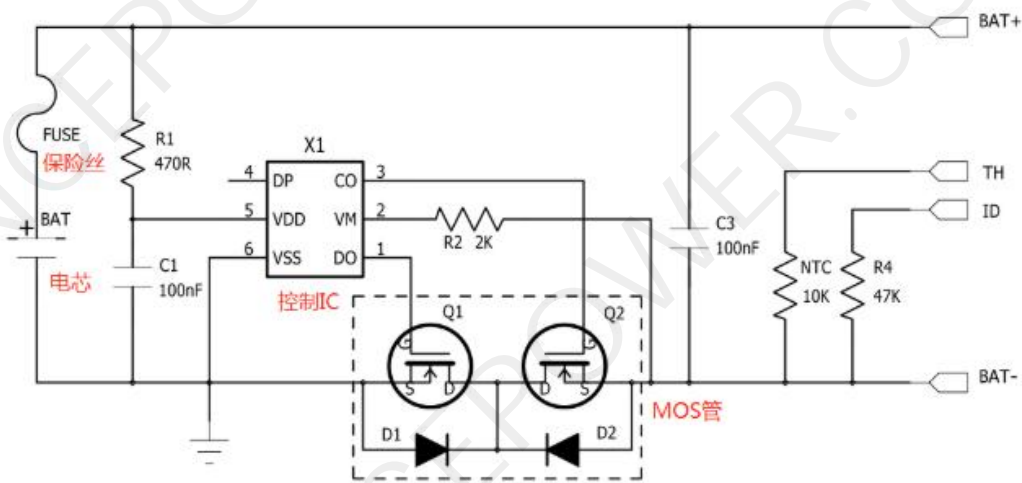 BAT+
FUSE
保险丝
R1
470R
X1
4
DP
CO
3
TH
ID
5
VDD
VM
2
R2 2K
+ BAT
-
电芯
C1
100nF
6
VSS
DO
1
控制IC
C3
100nF
NTC
10K
R4
47K
Q1
Q2
G
G
S
D
D
S
MOS管
BAT-
D1
D2
NCEPOWER.CO